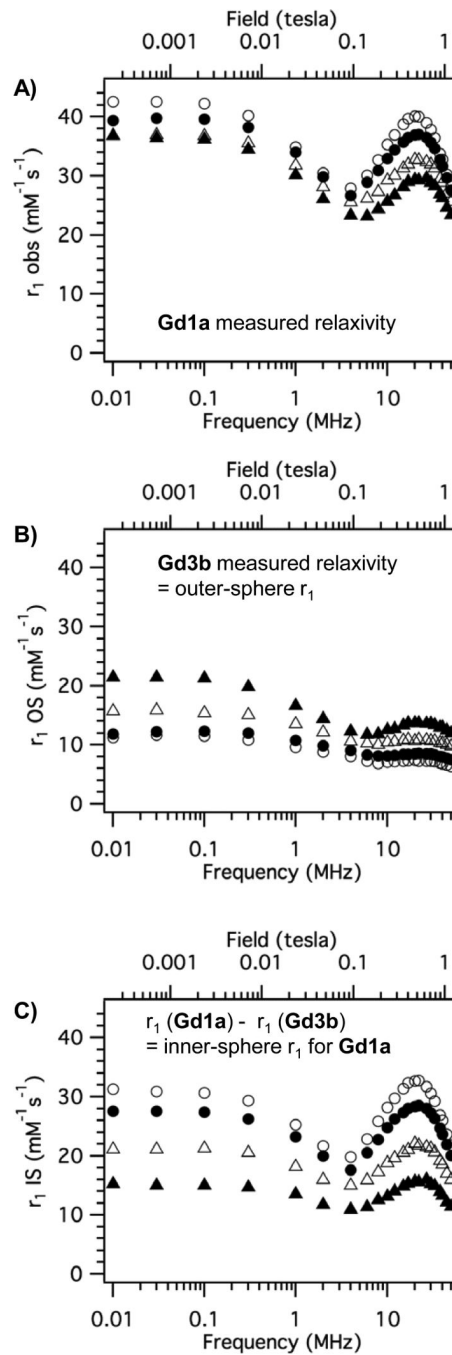 Field (tesla)
0.001 0.01 0.1 1
A)
40
30
20
10
0
r₁ obs (mM⁻¹ s⁻¹)
Gd1a measured relaxivity
0.01 0.1 1 10
Frequency (MHz)
Field (tesla)
0.001 0.01 0.1 1
B)
40
30
20
10
0
r₁ OS (mM⁻¹ s⁻¹)
Gd3b measured relaxivity
= outer-sphere r₁
0.01 0.1 1 10
Frequency (MHz)
Field (tesla)
0.001 0.01 0.1 1
C)
40
30
20
10
0
r₁ IS (mM⁻¹ s⁻¹)
r₁ (Gd1a) - r₁ (Gd3b)
= inner-sphere r₁ for Gd1a
0.01 0.1 1 10
Frequency (MHz)